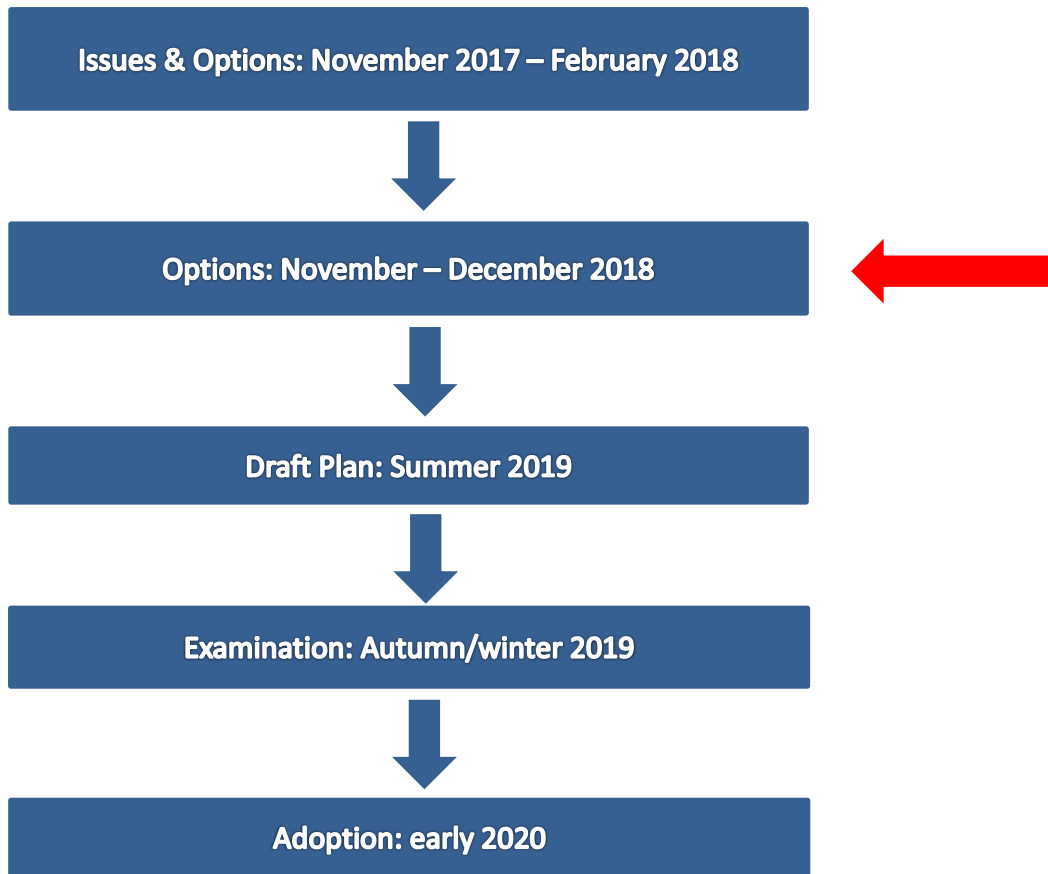 Issues & Options: November 2017 – February 2018
Options: November – December 2018
Draft Plan: Summer 2019
Examination: Autumn/winter 2019
Adoption: early 2020